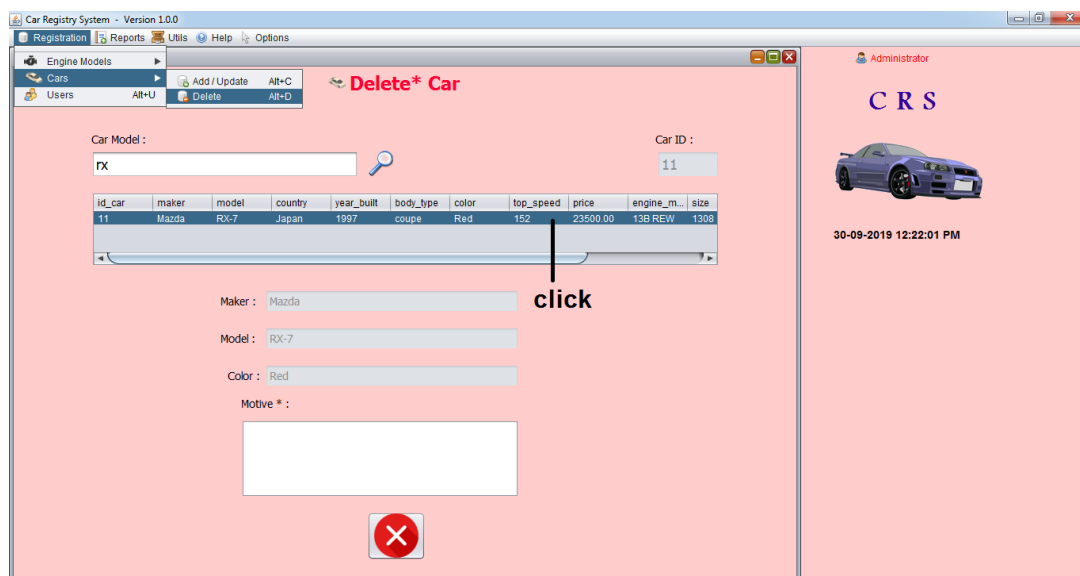 Car Registry System - Version 1.0.0
Registration Reports Utils Help Options
Engine Models
Cars
Users Alt+U
Add / Update Alt+C
Delete Alt+D
Delete* Car
Administrator
C R S
Car Model :
Car ID :
rx
11
id_car maker model country year_built body_type color top_speed price engine_m... size
11 Mazda RX-7 Japan 1997 coupe Red 152 23500.00 13B REW 1308
30-09-2019 12:22:01 PM
click
Maker : Mazda
Model : RX-7
Color : Red
Motive * :